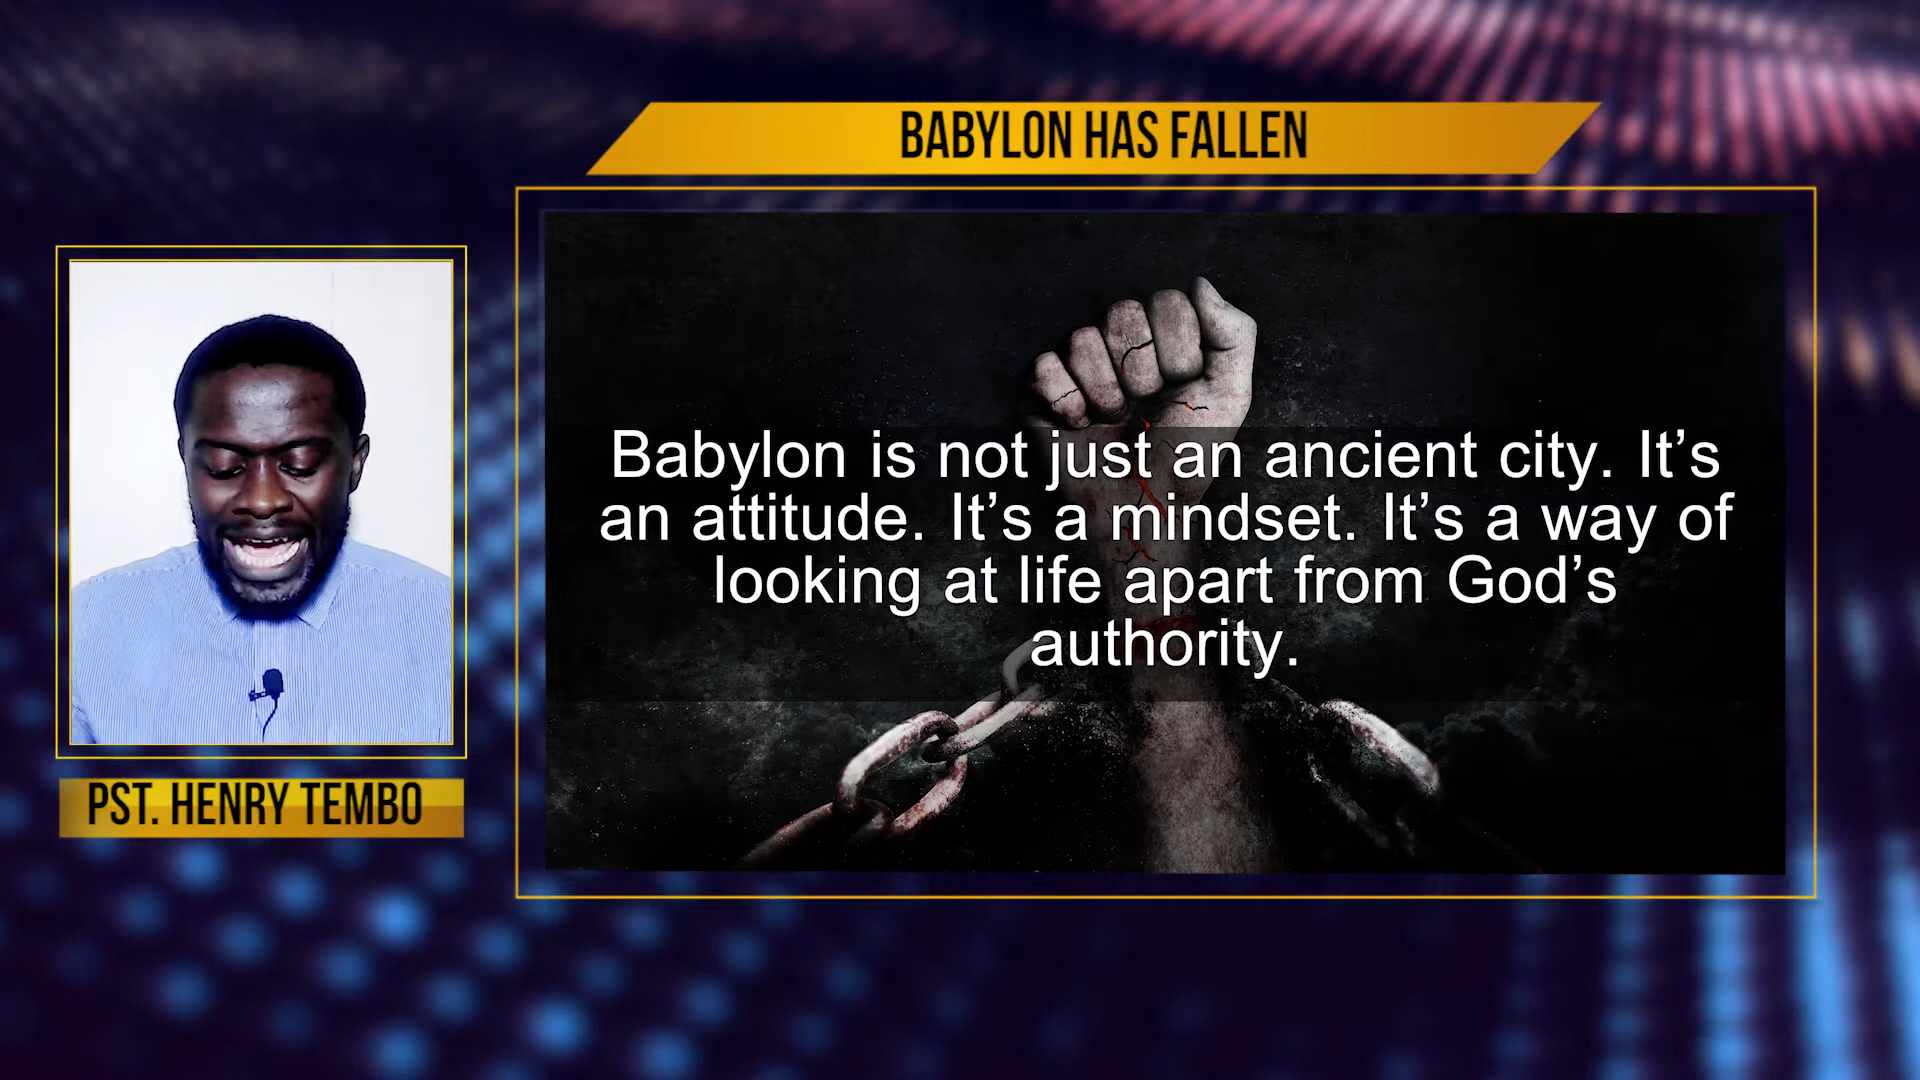 BABYLON HAS FALLEN
Babylon is not just an ancient city. It’s
an attitude. It’s a mindset. It’s a way of
looking at life apart from God’s
authority.
PST. HENRY TEMBO